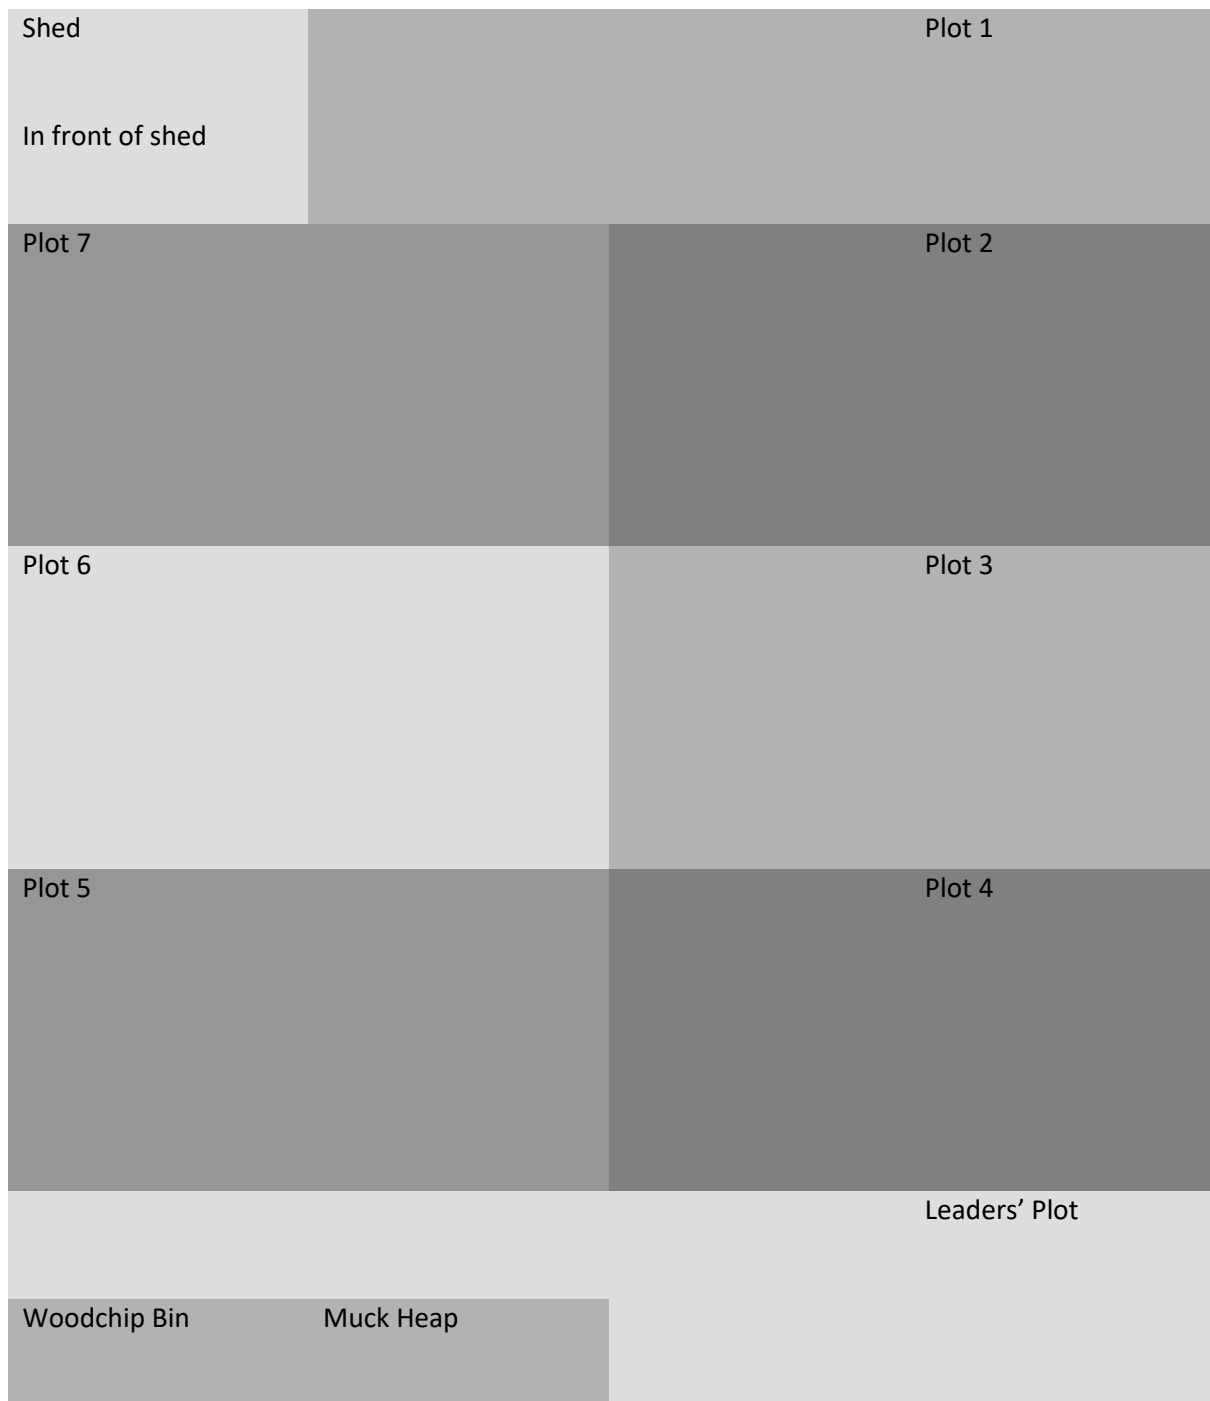 Shed
Plot 1
In front of shed
Plot 7
Plot 2
Plot 6
Plot 3
Plot 5
Plot 4
Leaders’ Plot
Woodchip Bin
Muck Heap